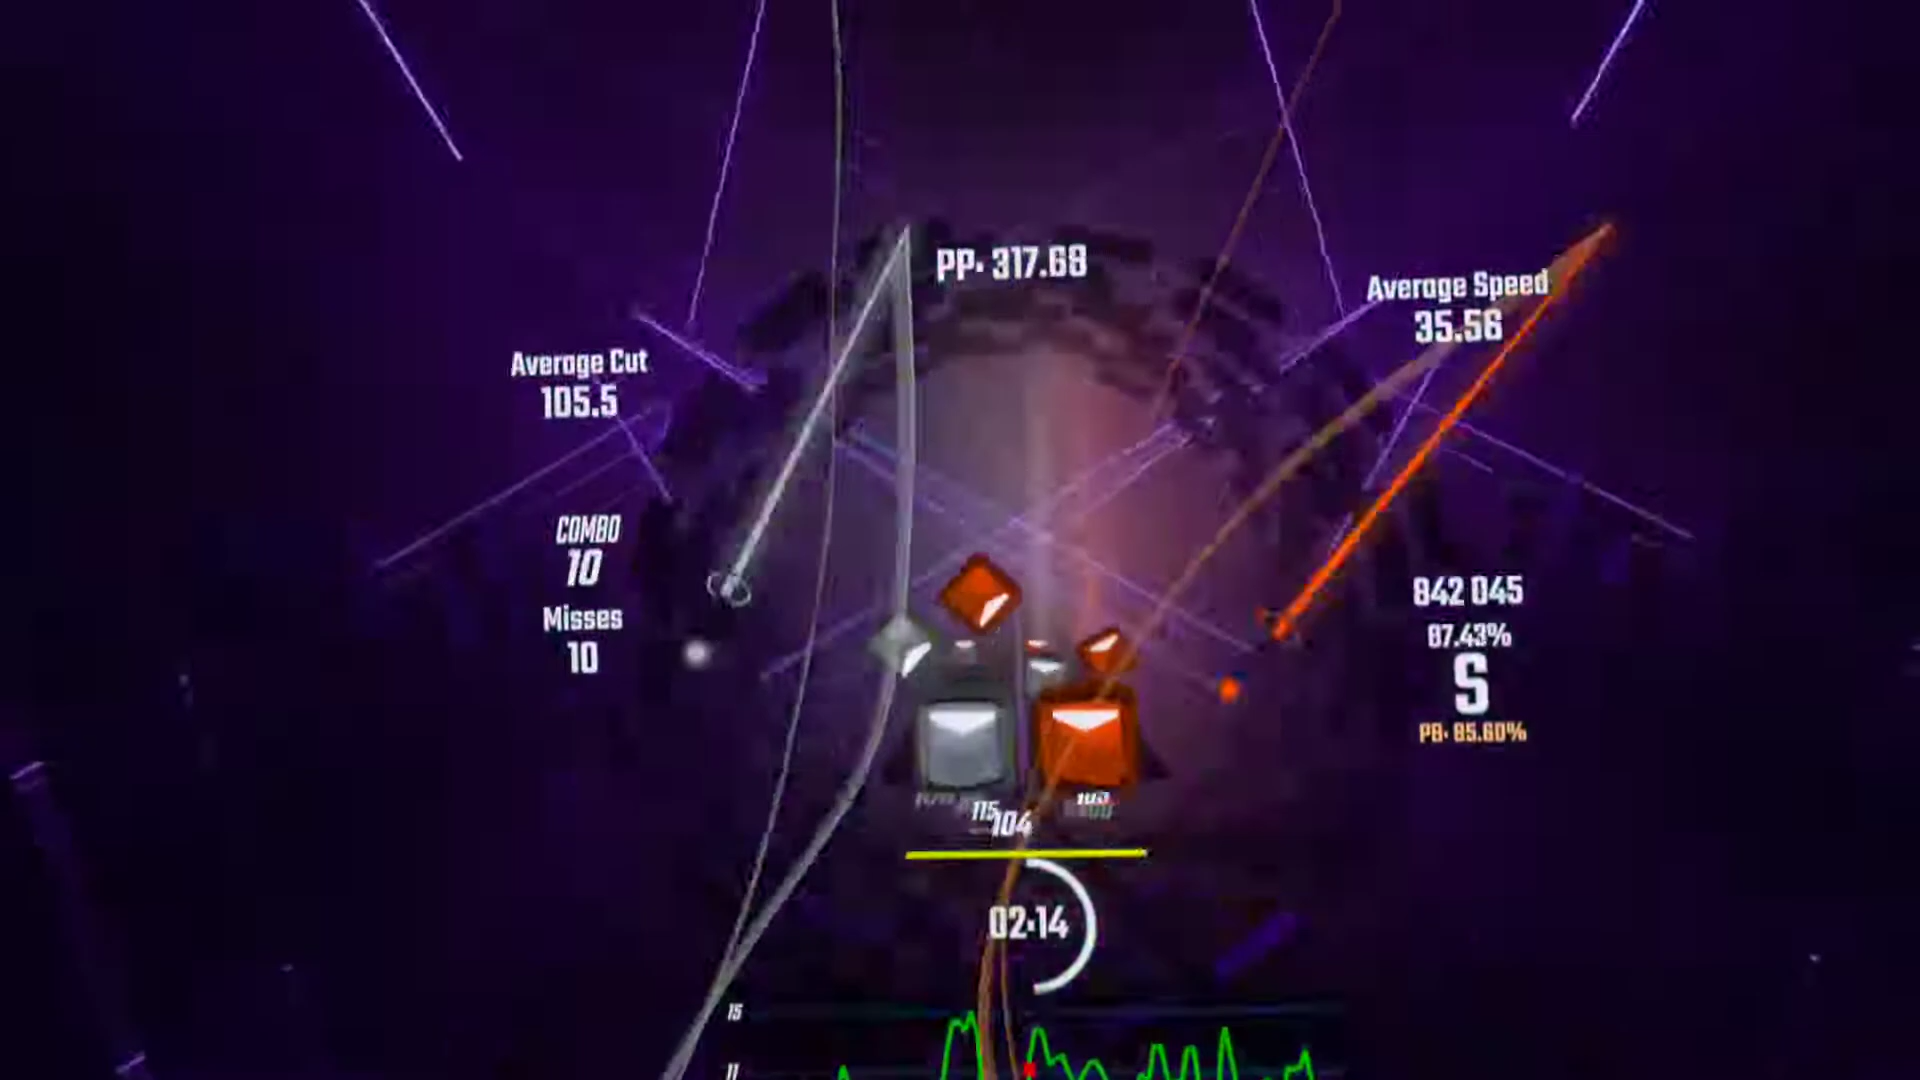 PP: 317.68
Average Speed
35.56
Average Cut
105.5
COMBO
10
Misses
10
842 045
87.43%
S
PB: 85.60%
115
104
02:14
15
11